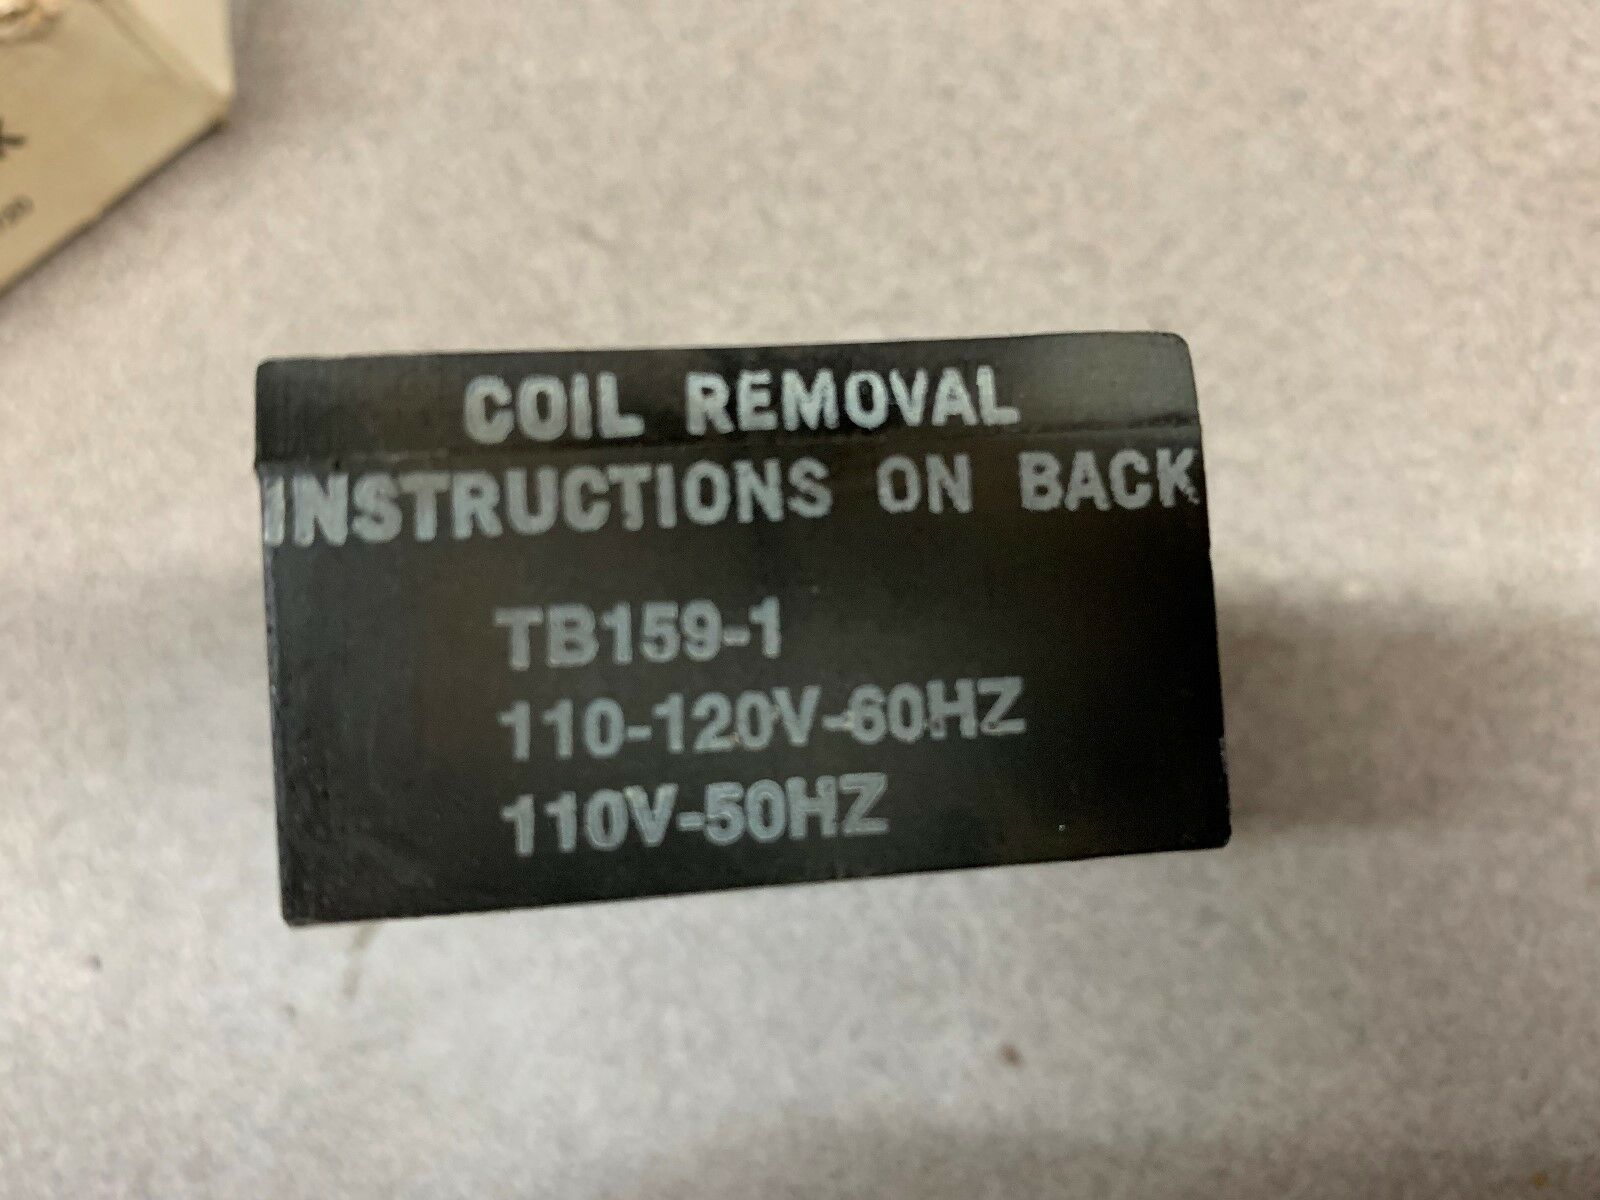 COIL REMOVAL
INSTRUCTIONS ON BACK
TB159-1
110-120V-60HZ
110V-50HZ